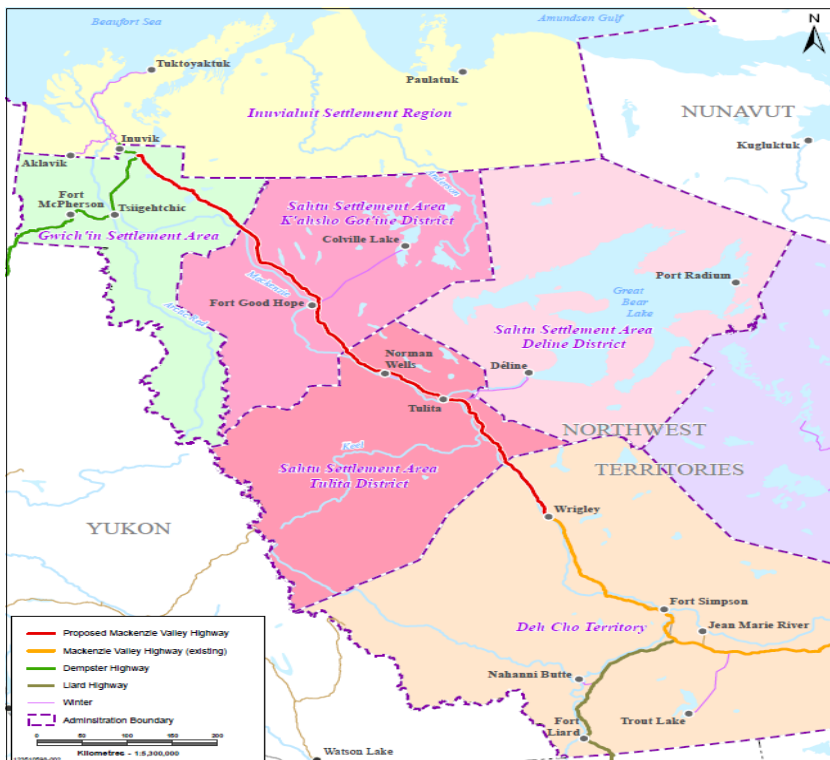 Beaufort Sea
Amundsen Gulf
N
Tuktoyaktuk
Paulatuk
NUNAVUT
Inuvialuit Settlement Region
Inuvik
Kugluktuk
Aklavik
Fort
McPherson
Tsiigehtchic
Anderson
Sahtu Settlement Area
K'ahsho Got'ine District
Gwich'in Settlement Area
Colville Lake
Mackenzie
Port Radium
Great
Bear
Lake
Fort Good Hope
Arctic Red
Sahtu Settlement Area
Deline District
Norman
Wells
Déline
Tulita
NORTHWEST
TERRITORIES
Keel
Sahtu Settlement Area
Tulita District
Wrigley
YUKON
Fort Simpson
Jean Marie River
Deh Cho Territory
Nahanni Butte
Trout Lake
Fort
Liard
Watson Lake
Proposed Mackenzie Valley Highway
Mackenzie Valley Highway (existing)
Dempster Highway
Liard Highway
Winter
Adminsitration Boundary
0 50 100 150 200
Kilometres - 1:5,300,000